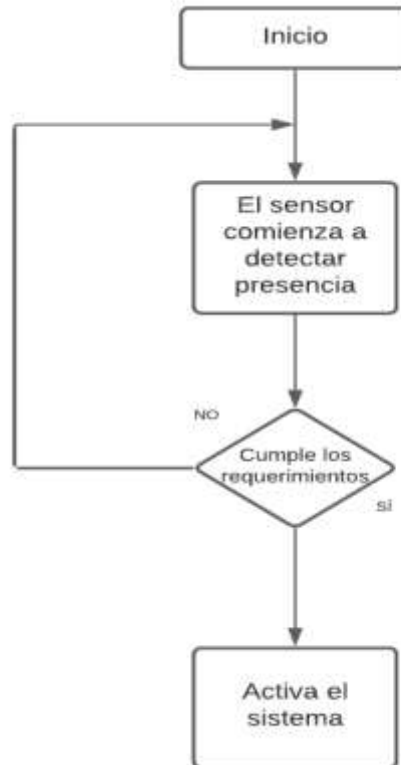 Inicio
El sensor
comienza a
detectar
presencia
NO
Cumple los
requerimientos
SI
Activa el
sistema